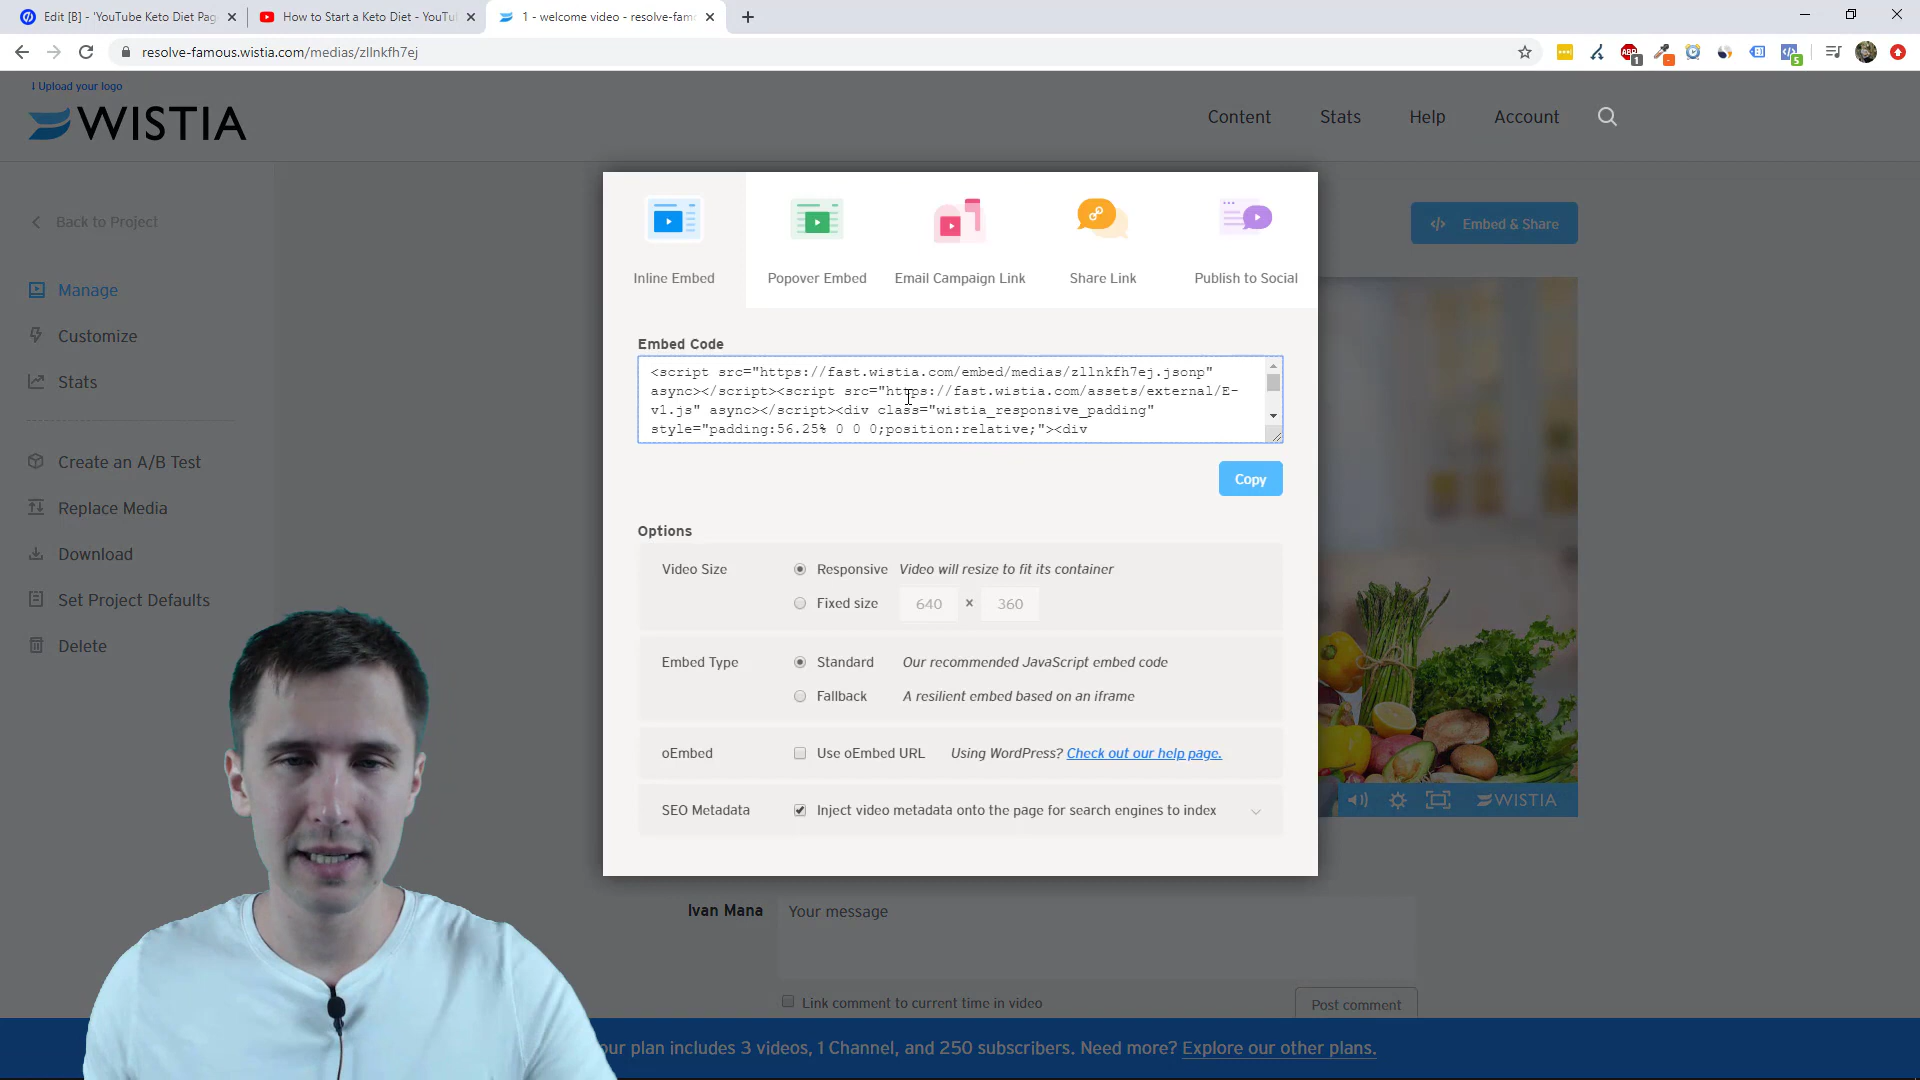 Edit [B] - 'YouTube Keto Diet Pag
How to Start a Keto Diet - YouTu
1 - welcome video - resolve-famo
resolve-famous.wistia.com/medias/zllnkfh7ej
ABP
1
5
Upload your logo
WISTIA
Content
Stats
Help
Account
Back to Project
Embed & Share
Manage
Customize
Stats
Create an A/B Test
Replace Media
Download
Set Project Defaults
Delete
Inline Embed
Popover Embed
Email Campaign Link
Share Link
Publish to Social
Embed Code
<script src="https://fast.wistia.com/embed/medias/zllnkfh7ej.jsonp"
async></script><script src="https://fast.wistia.com/assets/external/E-
v1.js" async></script><div class="wistia_responsive_padding"
style="padding:56.25% 0 0 0;position:relative;"><div
Copy
Options
Video Size
Responsive Video will resize to fit its container
Fixed size 640 × 360
Embed Type
Standard Our recommended JavaScript embed code
Fallback A resilient embed based on an iframe
oEmbed
Use oEmbed URL Using WordPress? Check out our help page.
SEO Metadata
Inject video metadata onto the page for search engines to index
WISTIA
Ivan Mana
Your message
Link comment to current time in video
Post comment
our plan includes 3 videos, 1 Channel, and 250 subscribers. Need more? Explore our other plans.